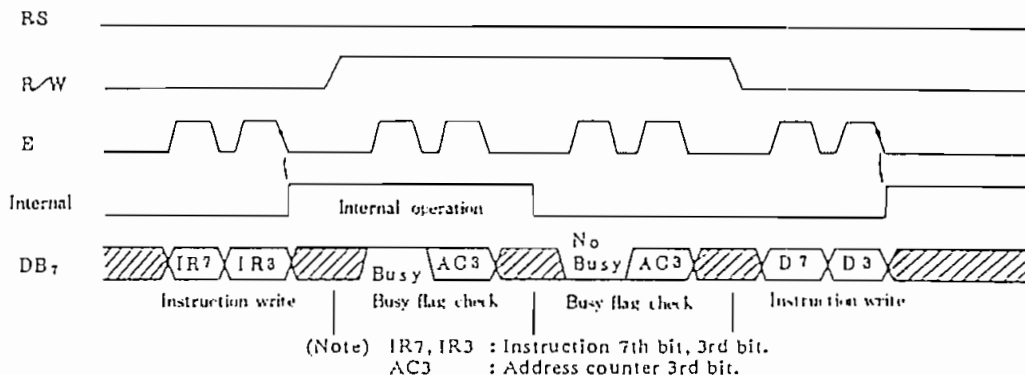 RS
R/W
E
Internal
Internal operation
DB7
IR7 IR3 Busy AC3 No Busy AC3 D7 D3
Instruction write Busy flag check Busy flag check Instruction write
(Note) IR7, IR3 : Instruction 7th bit, 3rd bit.
AC3 : Address counter 3rd bit.